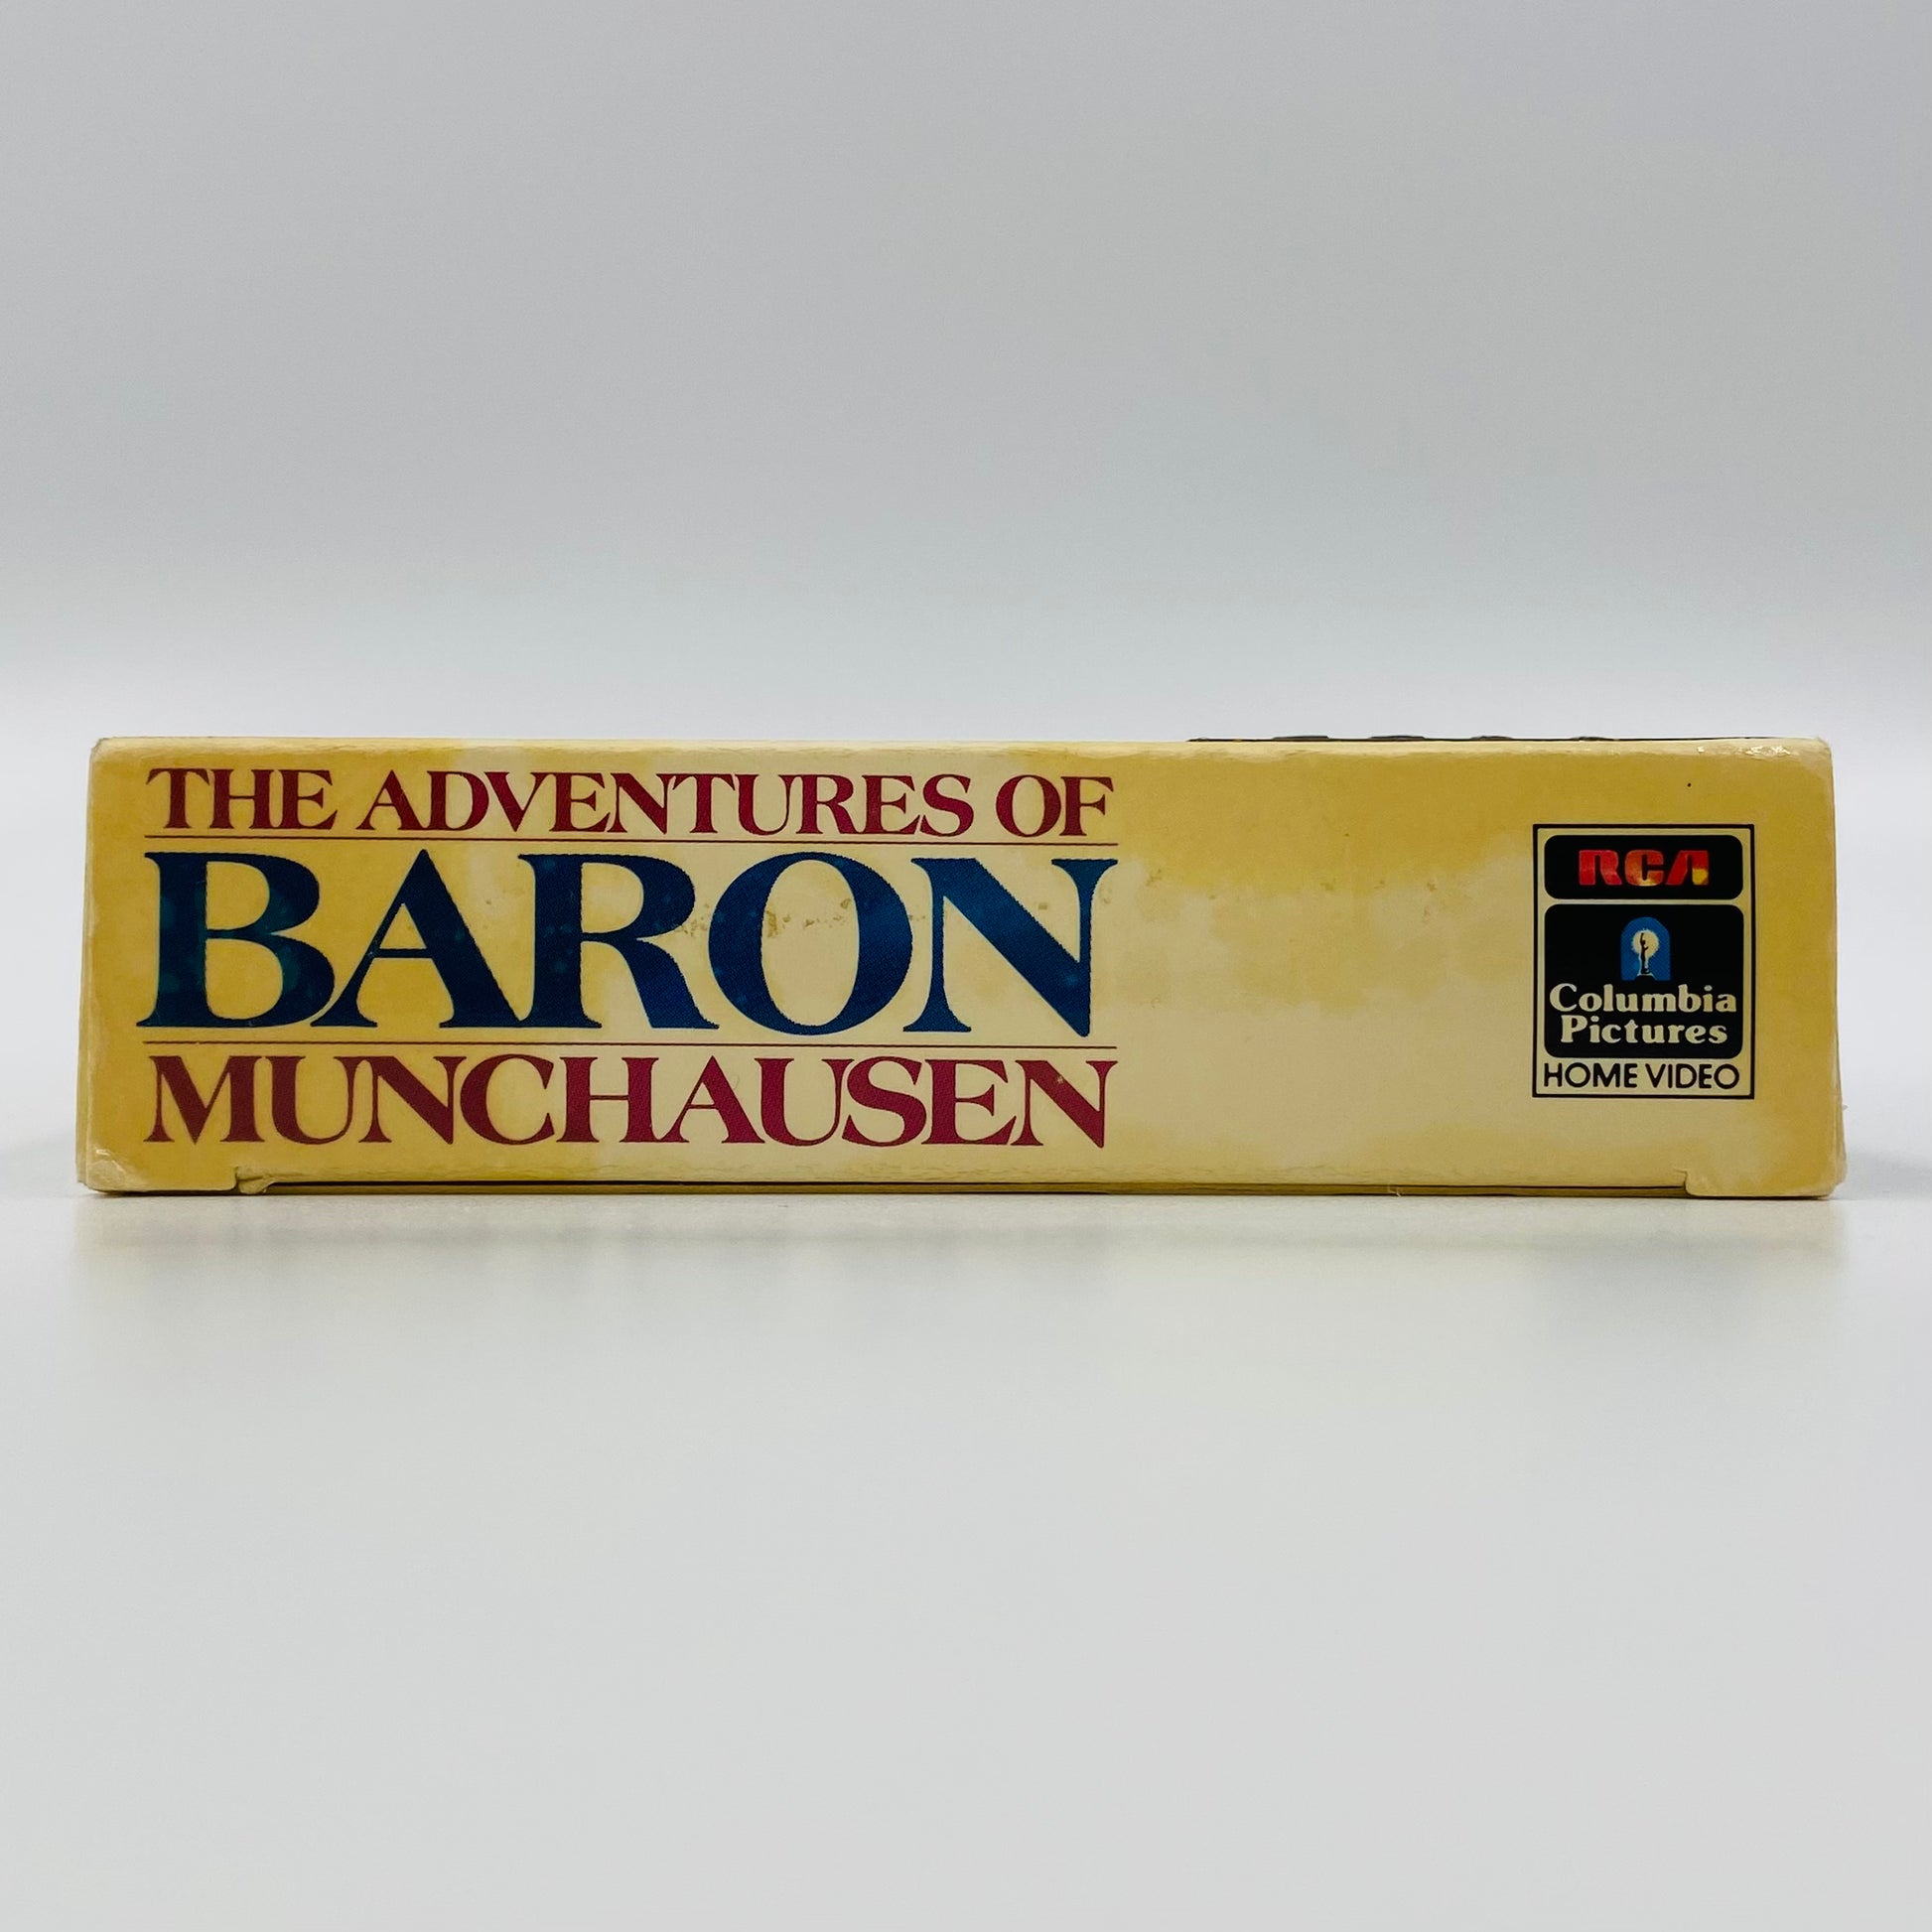 THE ADVENTURES OF
BARON
MUNCHAUSEN
RCA
Columbia
Pictures
HOME VIDEO